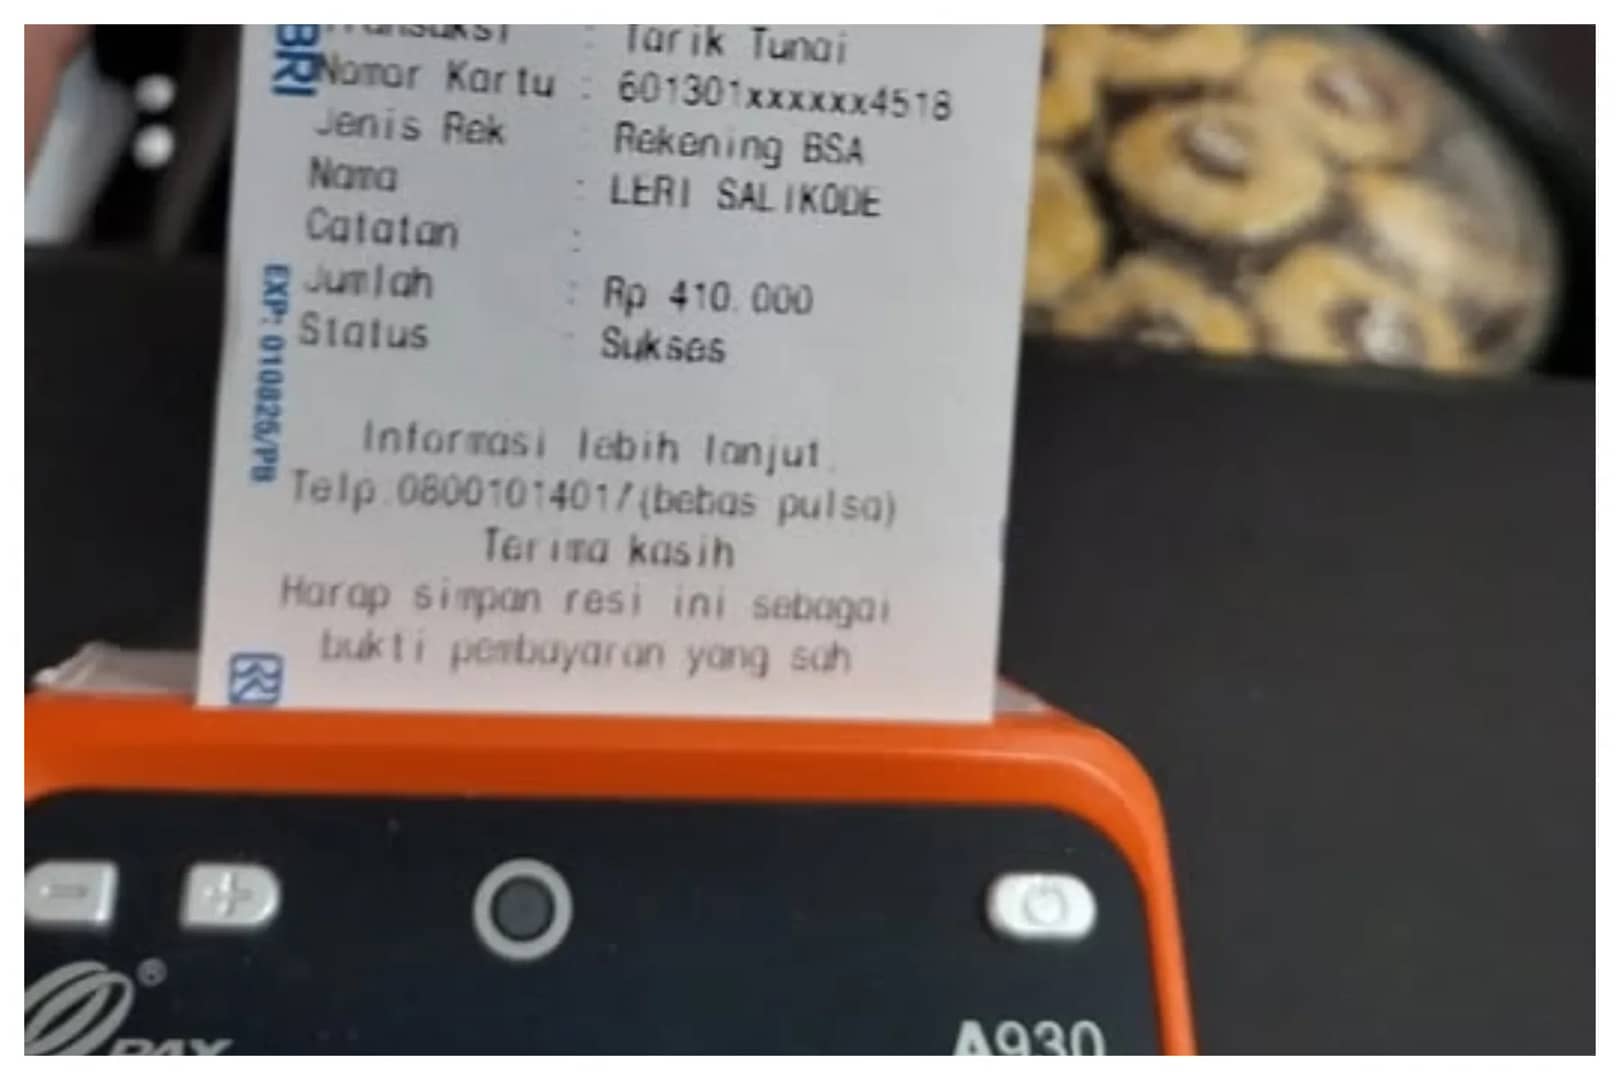 BRI
Transaksi : Tarik Tunai
Nomor Kartu : 601301xxxxxx4518
Jenis Rek : Rekening BSA
Nama : LERI SALIKODE
Catatan :
Jumlah : Rp 410.000
Status : Sukses
EXP: 010826/PB
Informasi lebih lanjut.
Telp.08001014017(bebas pulsa)
Terima kasih
Harap simpan resi ini sebagai
bukti pembayaran yang sah
PAX
A930